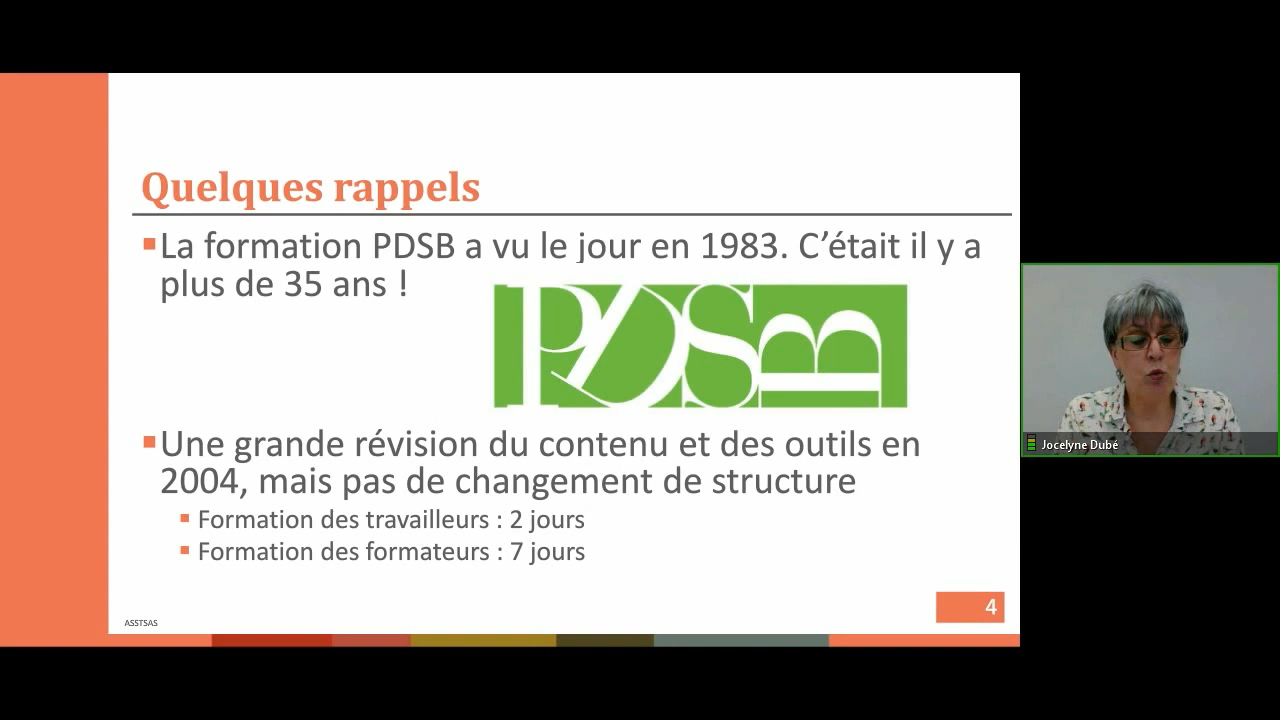 Quelques rappels
▪La formation PDSB a vu le jour en 1983. C’était il y a
plus de 35 ans !
PDSB
▪Une grande révision du contenu et des outils en
2004, mais pas de changement de structure
▪ Formation des travailleurs : 2 jours
▪ Formation des formateurs : 7 jours
4
ASSTSAS
Jocelyne Dubé